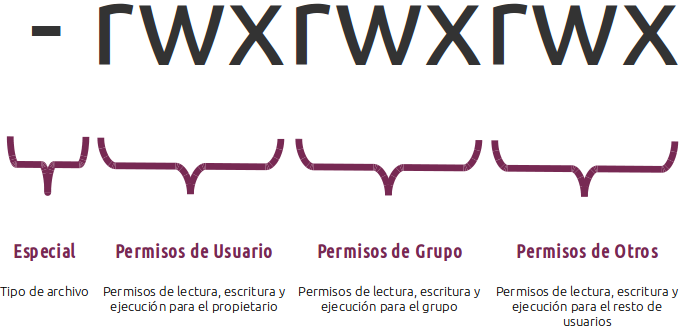 - rwxrwxrwx
Especial
Permisos de Usuario
Permisos de Grupo
Permisos de Otros
Tipo de archivo
Permisos de lectura, escritura y
ejecución para el propietario
Permisos de lectura, escritura y
ejecución para el grupo
Permisos de lectura, escritura y
ejecución para el resto de
usuarios